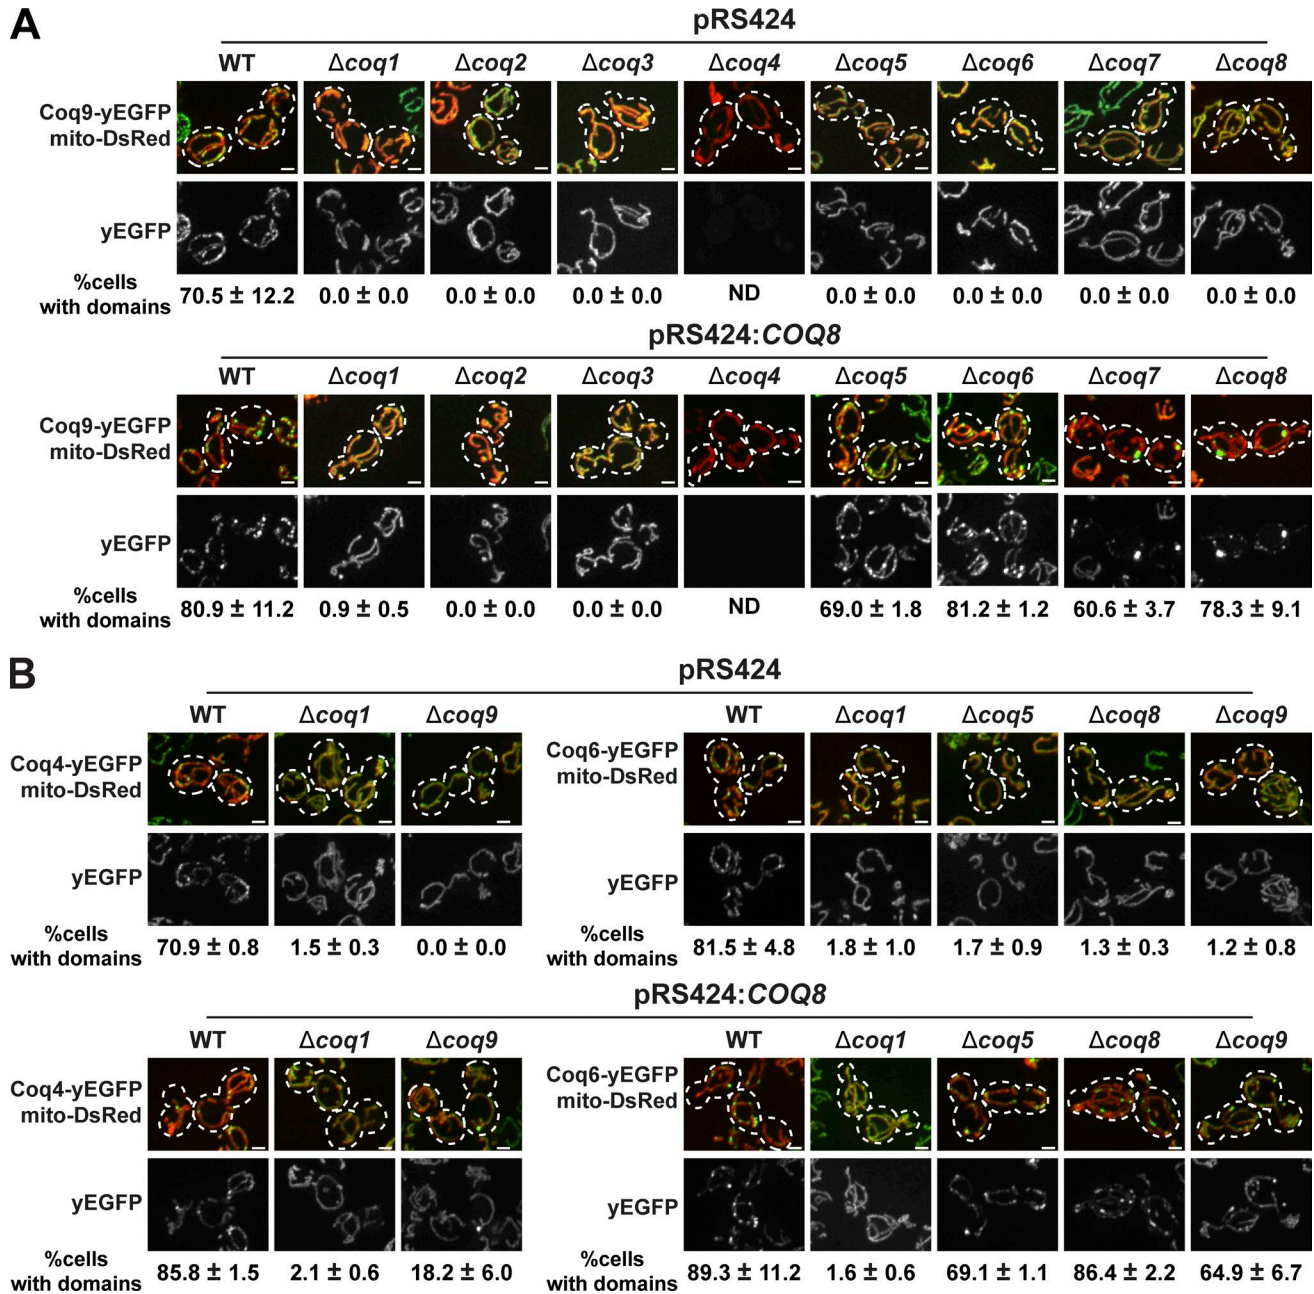 A
pRS424
WT Δcoq1 Δcoq2 Δcoq3 Δcoq4 Δcoq5 Δcoq6 Δcoq7 Δcoq8
Coq9-yEGFP
mito-DsRed
yEGFP
%cells
with domains
70.5 ± 12.2 0.0 ± 0.0 0.0 ± 0.0 0.0 ± 0.0 ND 0.0 ± 0.0 0.0 ± 0.0 0.0 ± 0.0 0.0 ± 0.0
pRS424:COQ8
WT Δcoq1 Δcoq2 Δcoq3 Δcoq4 Δcoq5 Δcoq6 Δcoq7 Δcoq8
Coq9-yEGFP
mito-DsRed
yEGFP
%cells
with domains
80.9 ± 11.2 0.9 ± 0.5 0.0 ± 0.0 0.0 ± 0.0 ND 69.0 ± 1.8 81.2 ± 1.2 60.6 ± 3.7 78.3 ± 9.1
B
pRS424
WT Δcoq1 Δcoq9
Coq4-yEGFP
mito-DsRed
yEGFP
%cells
with domains
70.9 ± 0.8 1.5 ± 0.3 0.0 ± 0.0
WT Δcoq1 Δcoq5 Δcoq8 Δcoq9
Coq6-yEGFP
mito-DsRed
yEGFP
%cells
with domains
81.5 ± 4.8 1.8 ± 1.0 1.7 ± 0.9 1.3 ± 0.3 1.2 ± 0.8
pRS424:COQ8
WT Δcoq1 Δcoq9
Coq4-yEGFP
mito-DsRed
yEGFP
%cells
with domains
85.8 ± 1.5 2.1 ± 0.6 18.2 ± 6.0
WT Δcoq1 Δcoq5 Δcoq8 Δcoq9
Coq6-yEGFP
mito-DsRed
yEGFP
%cells
with domains
89.3 ± 11.2 1.6 ± 0.6 69.1 ± 1.1 86.4 ± 2.2 64.9 ± 6.7